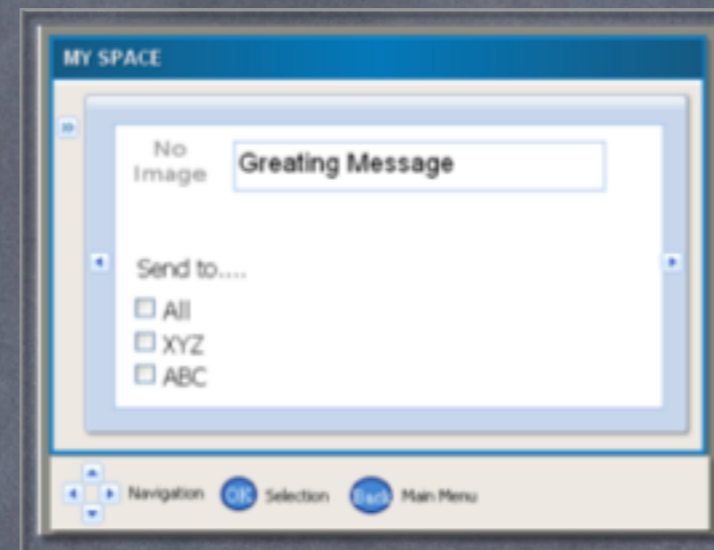 MY SPACE
No
Image
Greating Message
Send to....
All
XYZ
ABC
Navigation
OK
Selection
Back
Main Menu